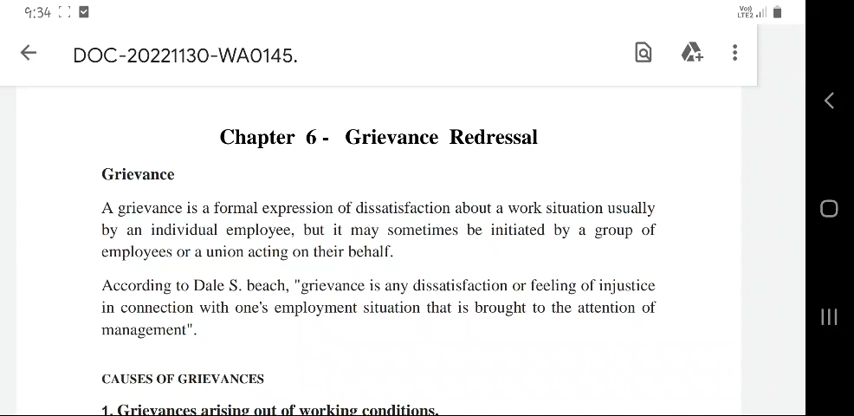 9:34
Vo)
LTE2
DOC-20221130-WA0145.
Chapter 6 - Grievance Redressal
Grievance
A grievance is a formal expression of dissatisfaction about a work situation usually
by an individual employee, but it may sometimes be initiated by a group of
employees or a union acting on their behalf.
According to Dale S. beach, "grievance is any dissatisfaction or feeling of injustice
in connection with one's employment situation that is brought to the attention of
management".
CAUSES OF GRIEVANCES
1. Grievances arising out of working conditions.